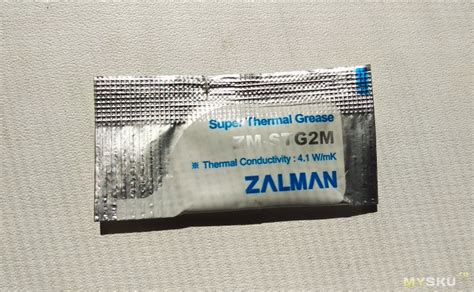 Super Thermal Grease
ZM-STG2M
※ Thermal Conductivity : 4.1 W/mK
ZALMAN
MYSKU